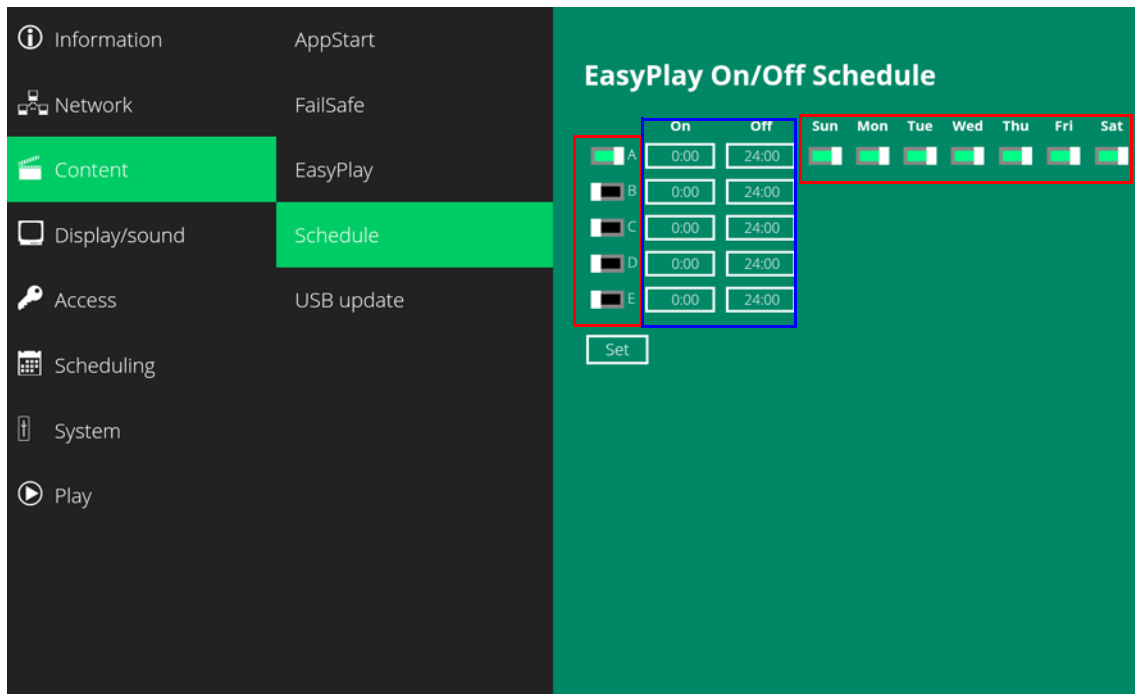 Information
Network
Content
Display/sound
Access
Scheduling
System
Play
AppStart
FailSafe
EasyPlay
Schedule
USB update
EasyPlay On/Off Schedule
On Off Sun Mon Tue Wed Thu Fri Sat
A 0:00 24:00
B 0:00 24:00
C 0:00 24:00
D 0:00 24:00
E 0:00 24:00
Set